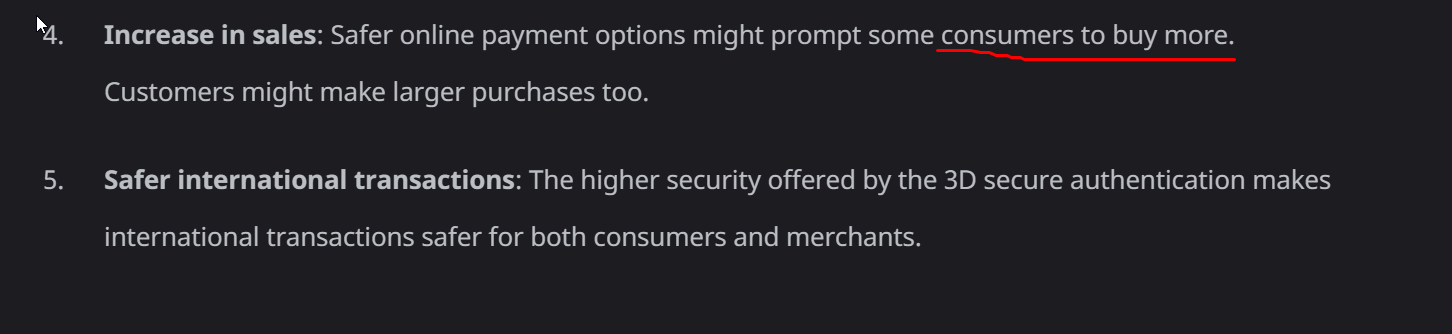 4. Increase in sales: Safer online payment options might prompt some consumers to buy more.
Customers might make larger purchases too.
5. Safer international transactions: The higher security offered by the 3D secure authentication makes
international transactions safer for both consumers and merchants.